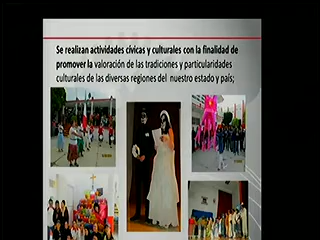 Se realizan actividades cívicas y culturales con la finalidad de
promover la valoración de las tradiciones y particularidades
culturales de las diversas regiones del nuestro estado y país;